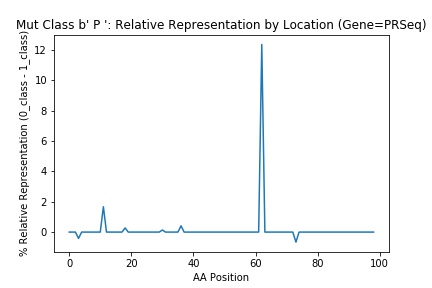 Mut Class b' P ': Relative Representation by Location (Gene=PRSeq)
% Relative Representation (0_class - 1_class)
12
10
8
6
4
2
0
0 20 40 60 80 100
AA Position